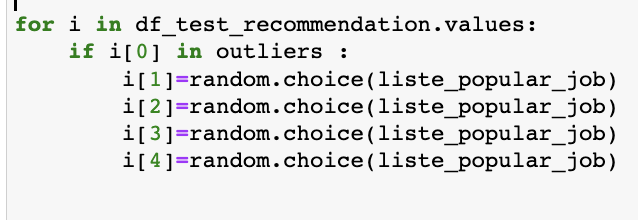 for i in df_test_recommendation.values:
    if i[0] in outliers :
        i[1]=random.choice(liste_popular_job)
        i[2]=random.choice(liste_popular_job)
        i[3]=random.choice(liste_popular_job)
        i[4]=random.choice(liste_popular_job)